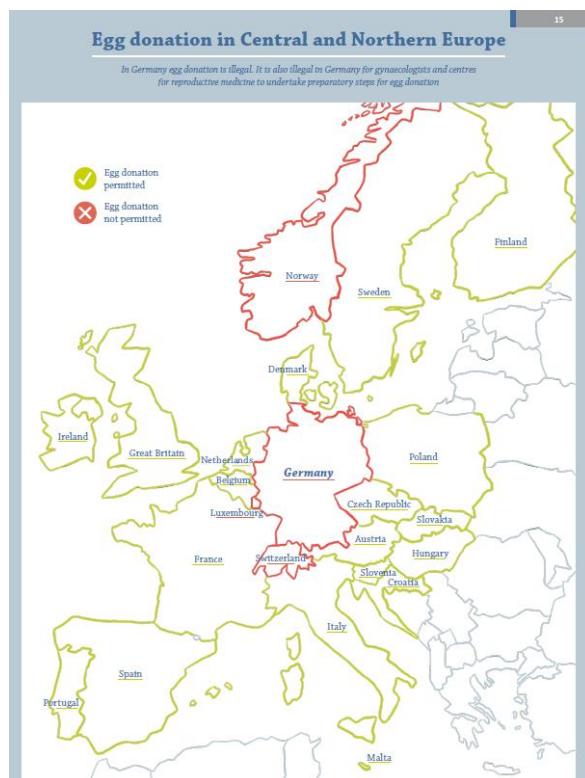 15
Egg donation in Central and Northern Europe
In Germany egg donation is illegal. It is also illegal in Germany for gynaecologists and centres
for reproductive medicine to undertake preparatory steps for egg donation
Egg donation
permitted
Egg donation
not permitted
Finland
Norway
Sweden
Denmark
Ireland
Great Britain
Netherlands
Poland
Germany
Belgium
Czech Republic
Luxembourg
Slovakia
Austria
Hungary
France
Switzerland
Slovenia
Croatia
Italy
Spain
Portugal
Malta